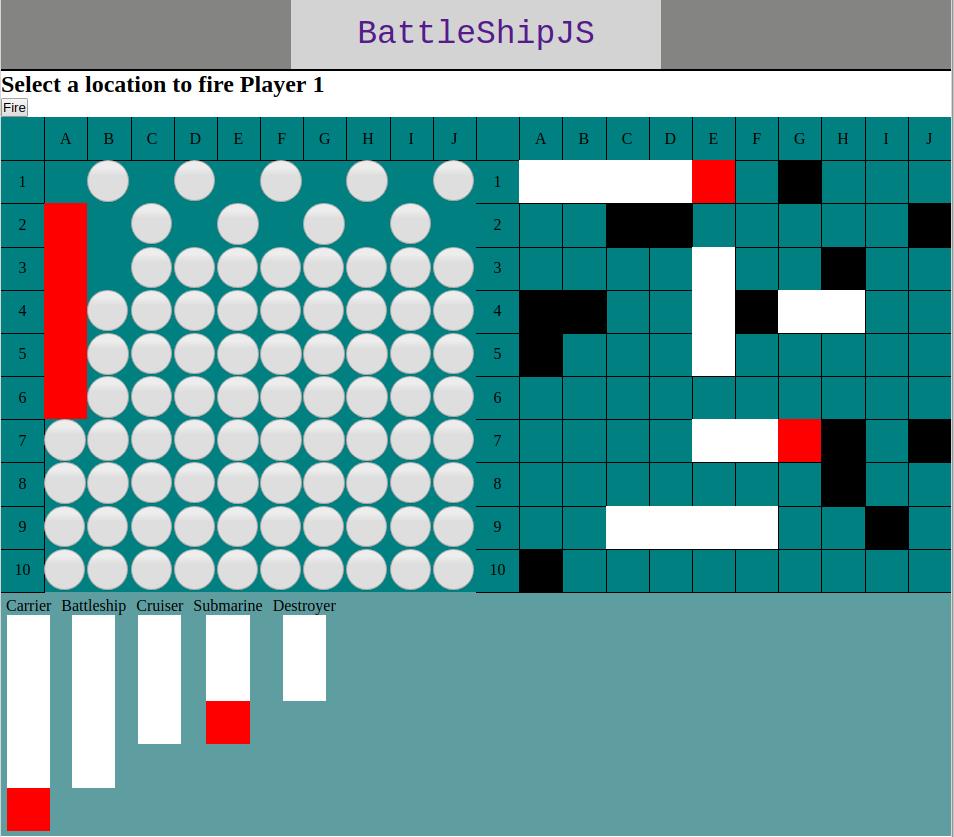 BattleShipJS
Select a location to fire Player 1
Fire
A B C D E F G H I J A B C D E F G H I J
1 1
2 2
3 3
4 4
5 5
6 6
7 7
8 8
9 9
10 10
Carrier Battleship Cruiser Submarine Destroyer